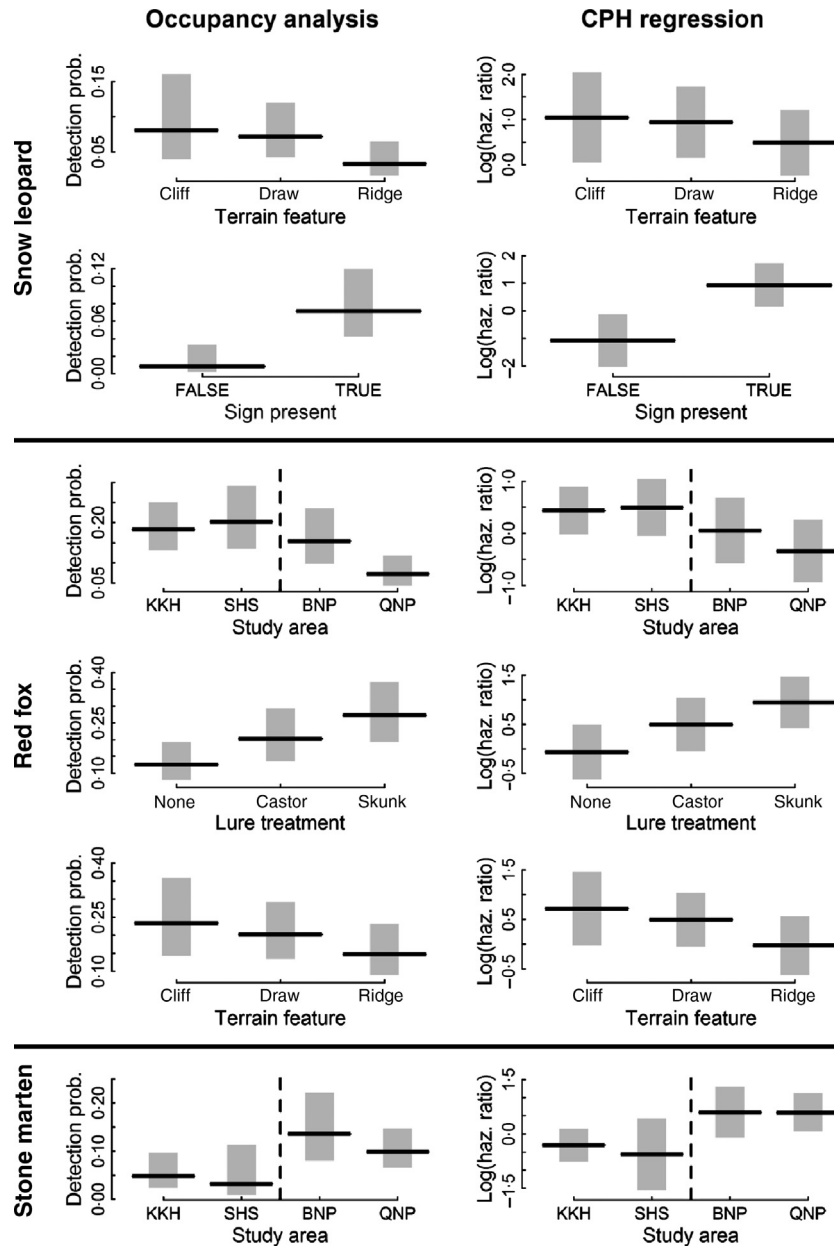 Occupancy analysis CPH regression
Snow leopard
Detection prob.
0·05 0·15
Cliff Draw Ridge
Terrain feature
Log(haz. ratio)
0·0 1·0 2·0
Cliff Draw Ridge
Terrain feature
Detection prob.
0·00 0·06 0·12
FALSE TRUE
Sign present
Log(haz. ratio)
−2 0 1 2
FALSE TRUE
Sign present
Red fox
Detection prob.
0·05 0·20
KKH SHS BNP QNP
Study area
Log(haz. ratio)
−1·0 0·0 1·0
KKH SHS BNP QNP
Study area
Detection prob.
0·10 0·25 0·40
None Castor Skunk
Lure treatment
Log(haz. ratio)
−0·5 0·5 1·5
None Castor Skunk
Lure treatment
Detection prob.
0·10 0·25 0·40
Cliff Draw Ridge
Terrain feature
Log(haz. ratio)
−0·5 0·5 1·5
Cliff Draw Ridge
Terrain feature
Stone marten
Detection prob.
0·00 0·10 0·20
KKH SHS BNP QNP
Study area
Log(haz. ratio)
−1·5 0·0 1·5
KKH SHS BNP QNP
Study area